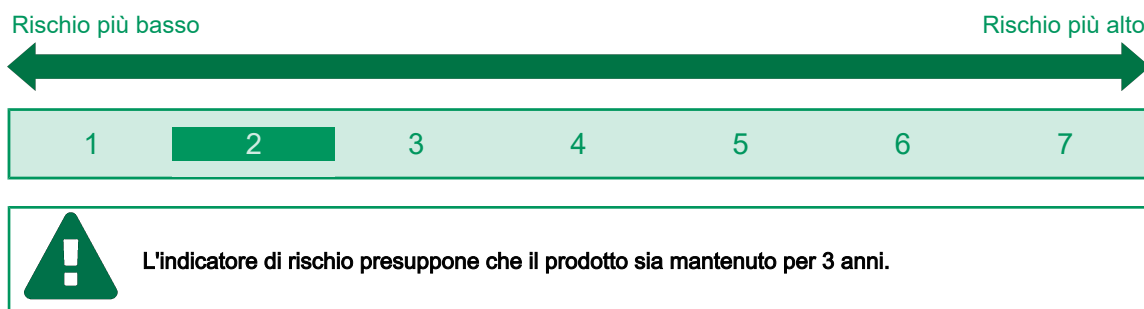 Rischio più basso Rischio più alto
1 2 3 4 5 6 7
L'indicatore di rischio presuppone che il prodotto sia mantenuto per 3 anni.